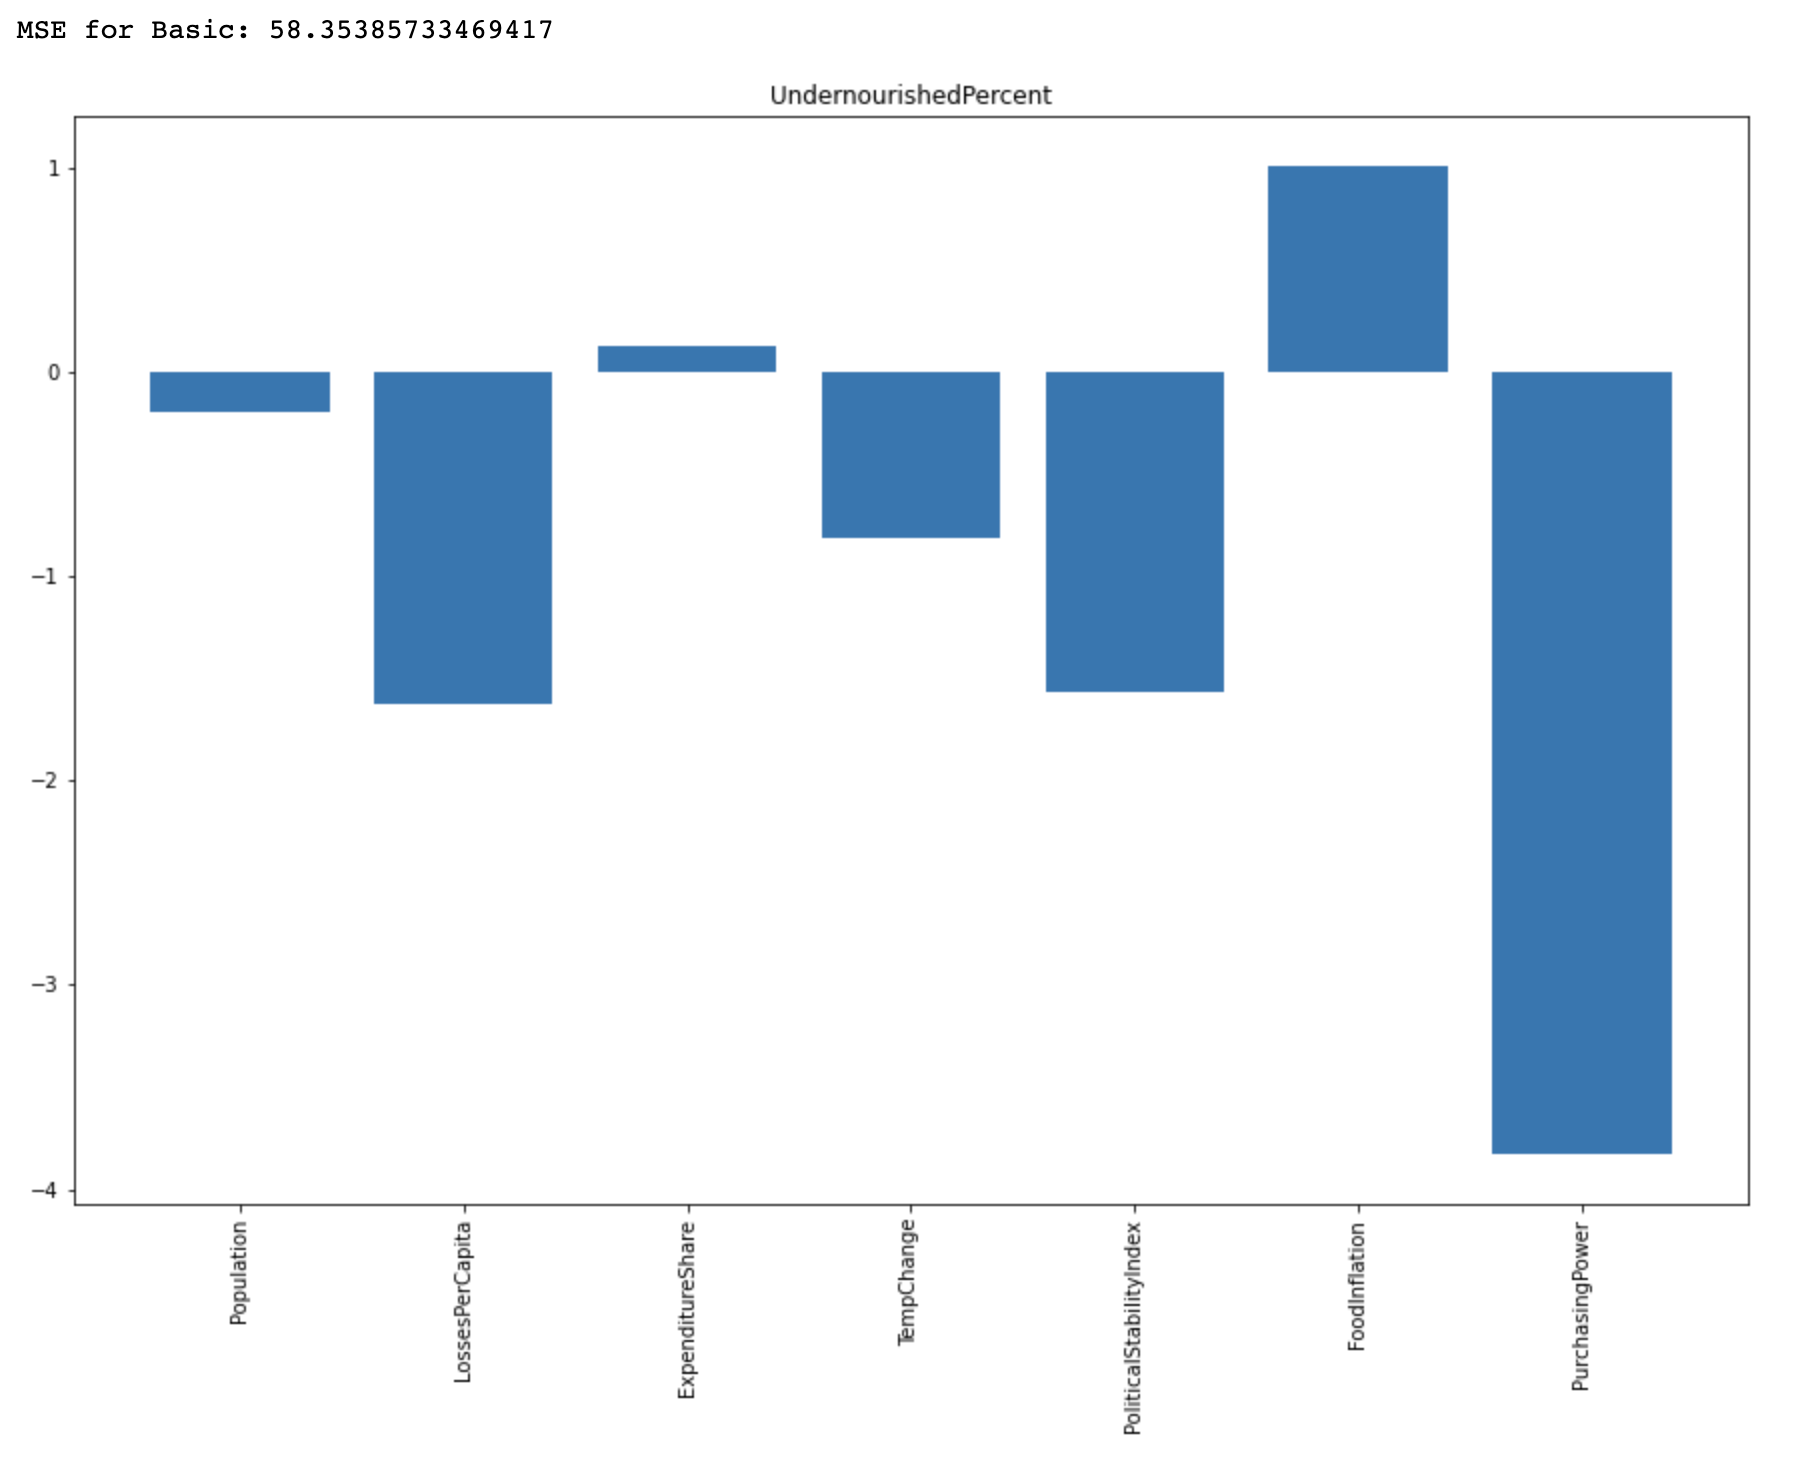 MSE for Basic: 58.35385733469417
UndernourishedPercent
1
0
−1
−2
−3
−4
Population
LossesPerCapita
ExpenditureShare
TempChange
PoliticalStabilityIndex
FoodInflation
PurchasingPower